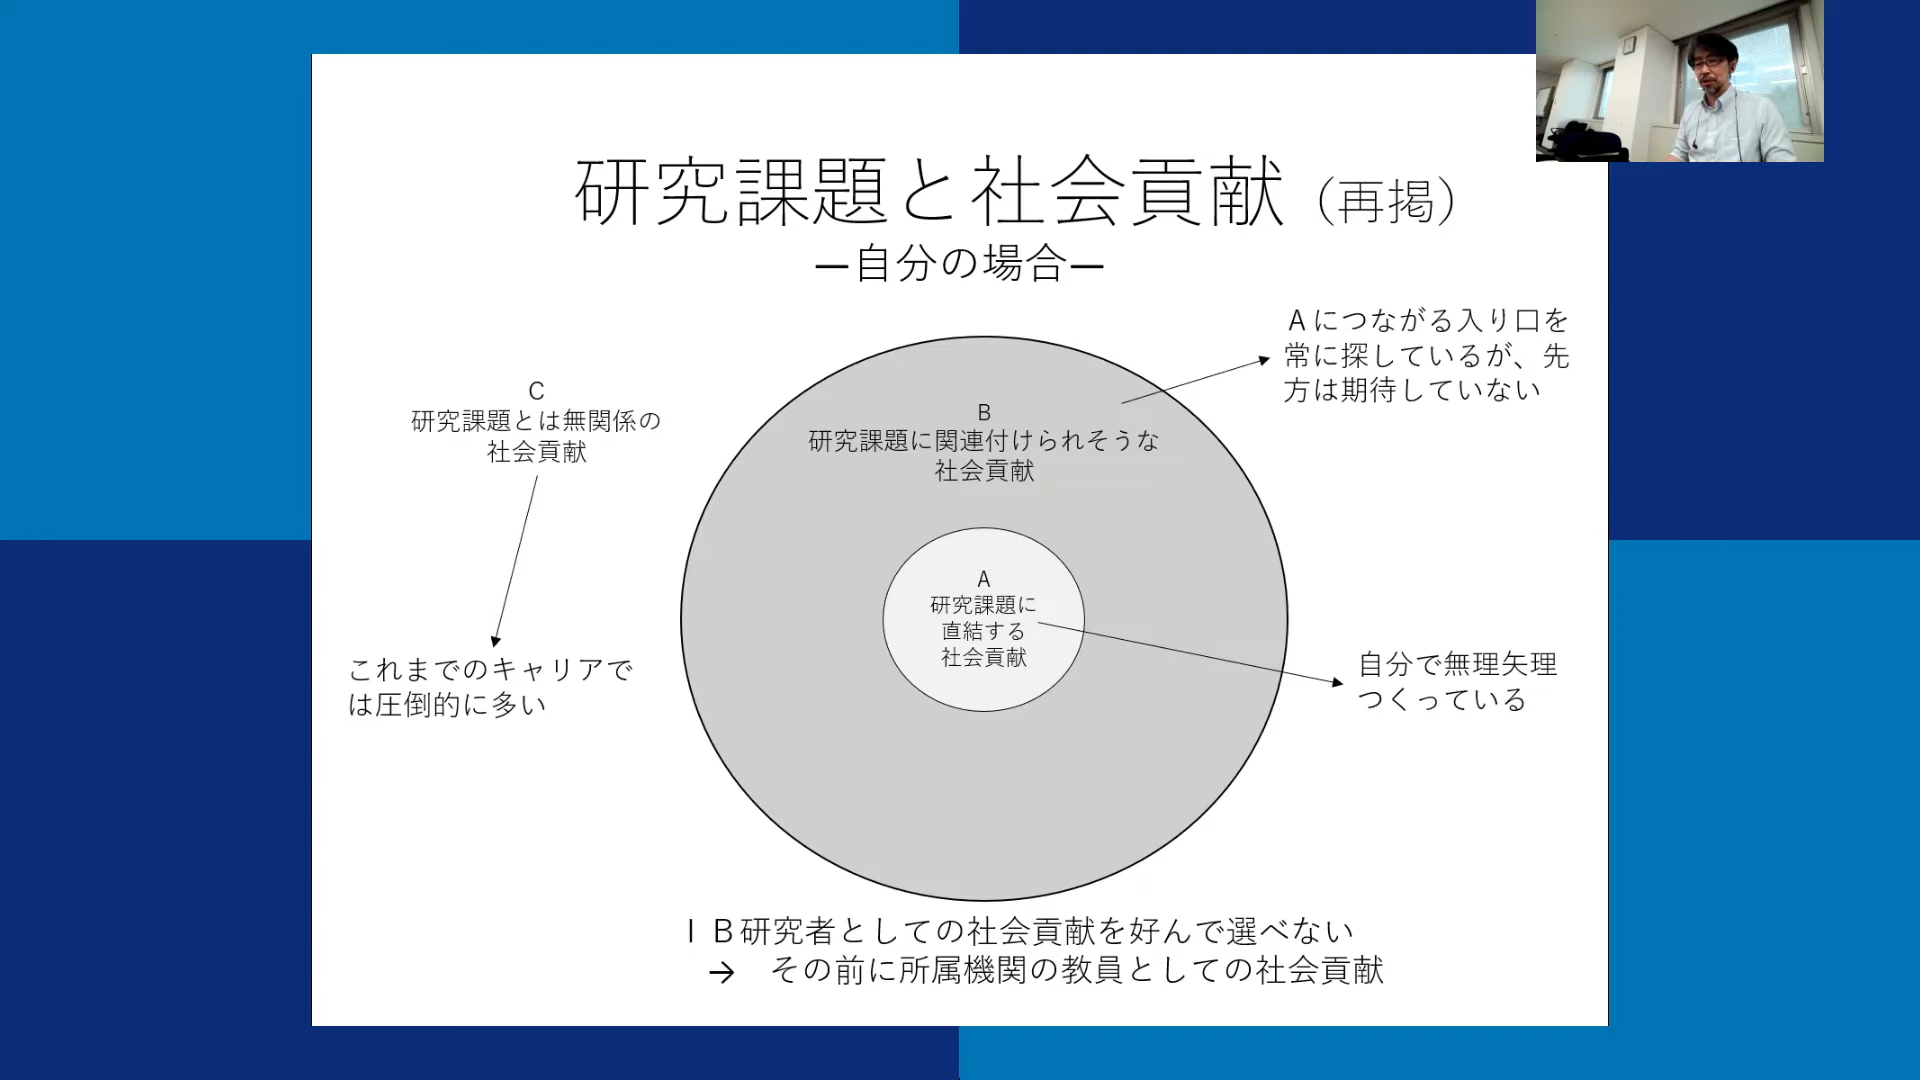 研究課題と社会貢献（再掲）
―自分の場合―
Aにつながる入り口を
常に探しているが、先
方は期待していない
C
研究課題とは無関係の
社会貢献
B
研究課題に関連付けられそうな
社会貢献
A
研究課題に
直結する
社会貢献
これまでのキャリアで
は圧倒的に多い
自分で無理矢理
つくっている
ＩＢ研究者としての社会貢献を好んで選べない
→　その前に所属機関の教員としての社会貢献